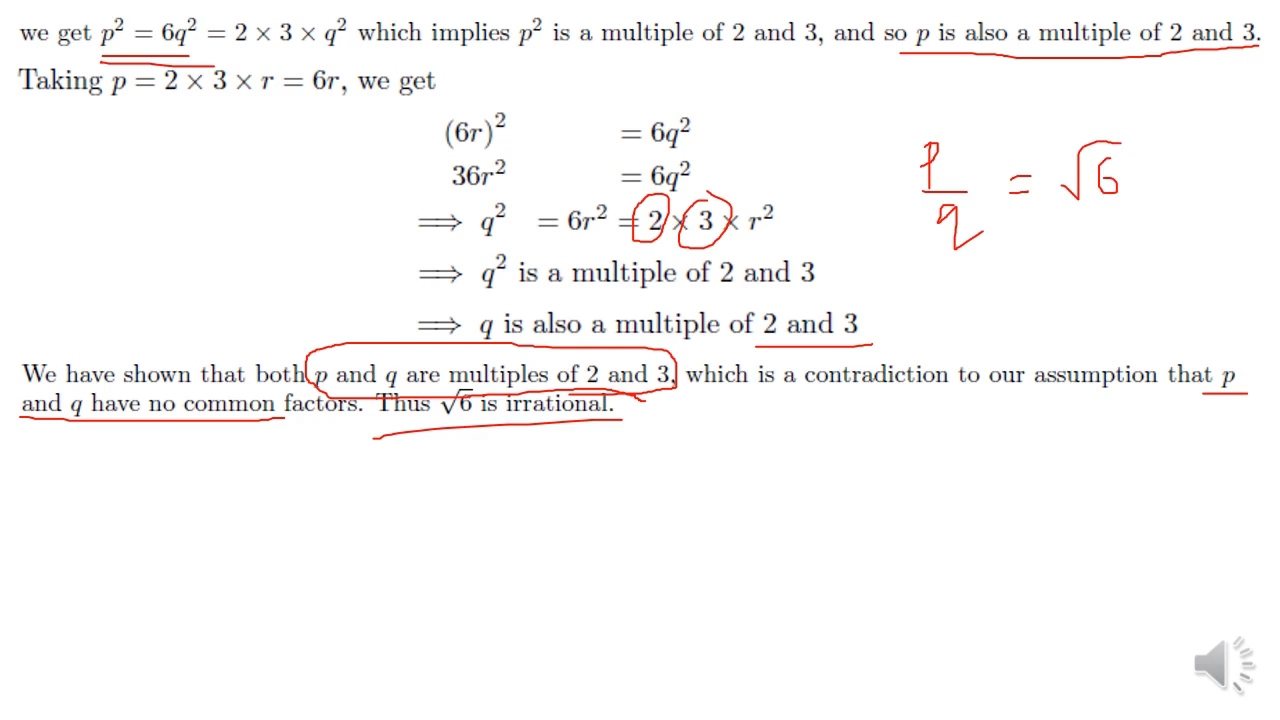 we get p² = 6q² = 2 × 3 × q² which implies p² is a multiple of 2 and 3, and so p is also a multiple of 2 and 3.
Taking p = 2 × 3 × r = 6r, we get
(6r)² = 6q²
36r² = 6q²
⟹ q² = 6r² = 2 × 3 × r²
⟹ q² is a multiple of 2 and 3
⟹ q is also a multiple of 2 and 3
p/q = √6
We have shown that both p and q are multiples of 2 and 3, which is a contradiction to our assumption that p
and q have no common factors. Thus √6 is irrational.